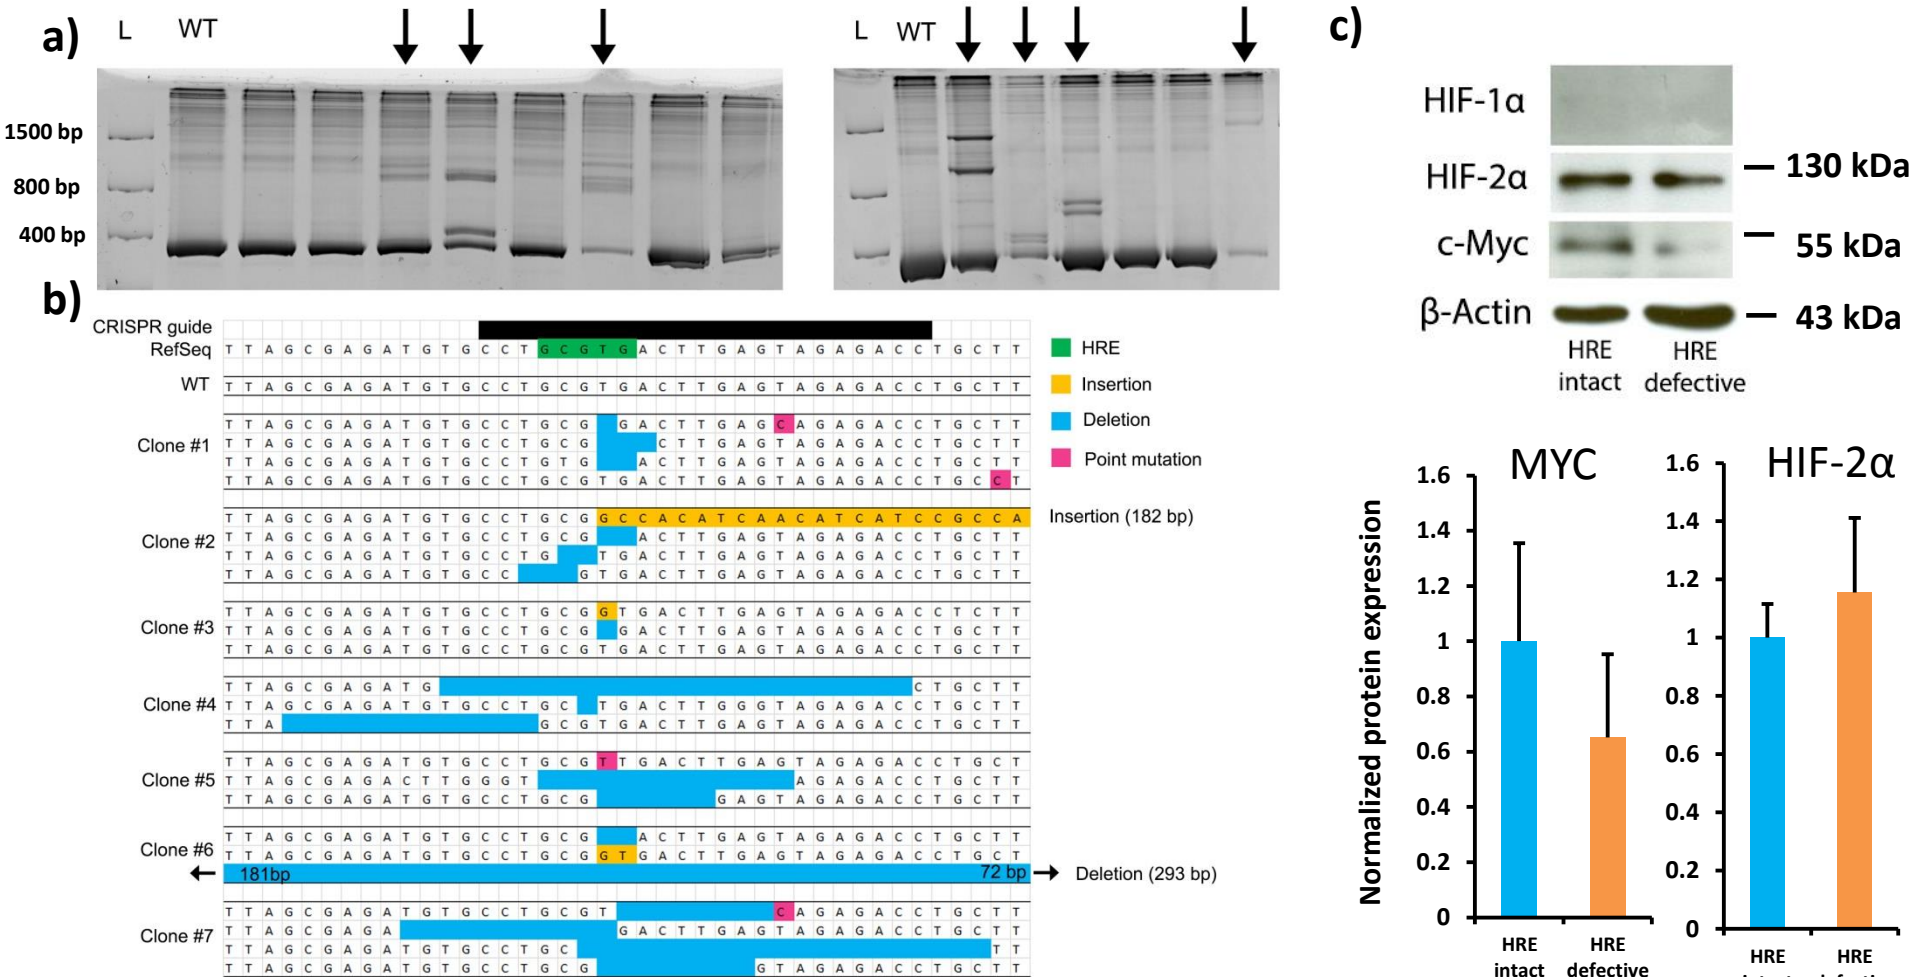 a)
L WT
L WT
1500 bp
800 bp
400 bp
b)
CRISPR guide
RefSeq T T A G C G A G A T G T G C C T G C G T G A C T T G A G T A G A G A C C T G C T T
WT T T A G C G A G A T G T G C C T G C G T G A C T T G A G T A G A G A C C T G C T T
Clone #1
T T A G C G A G A T G T G C C T G C G G A C T T G A G C A G A G A C C T G C T T
T T A G C G A G A T G T G C C T G C G C T T G A G T A G A G A C C T G C T T
T T A G C G A G A T G T G C C T G T G A C T T G A G T A G A G A C C T G C T T
T T A G C G A G A T G T G C C T G C G T G A C T T G A G T A G A G A C C T G C C T
Clone #2
T T A G C G A G A T G T G C C T G C G G C C A C A T C A A C A T C A T C C G C C A Insertion (182 bp)
T T A G C G A G A T G T G C C T G C G A C T T G A G T A G A G A C C T G C T T
T T A G C G A G A T G T G C C T G T G A C T T G A G T A G A G A C C T G C T T
T T A G C G A G A T G T G C C G T G A C T T G A G T A G A G A C C T G C T T
Clone #3
T T A G C G A G A T G T G C C T G C G G T G A C T T G A G T A G A G A C C T C T T
T T A G C G A G A T G T G C C T G C G G A C T T G A G T A G A G A C C T G C T T
T T A G C G A G A T G T G C C T G C G T G A C T T G A G T A G A G A C C T G C T T
Clone #4
T T A G C G A G A T G C T G C T T
T T A G C G A G A T G T G C C T G C T G A C T T G G G T A G A G A C C T G C T T
T T A G C G T G A C T T G A G T A G A G A C C T G C T T
Clone #5
T T A G C G A G A T G T G C C T G C G T T G A C T T G A G T A G A G A C C T G C T
T T A G C G A G A C T T G G G T A G A G A C C T G C T T
T T A G C G A G A T G T G C C T G C G G A G T A G A G A C C T G C T T
Clone #6
T T A G C G A G A T G T G C C T G C G A C T T G A G T A G A G A C C T G C T T
T T A G C G A G A T G T G C C T G C G G T G A C T T G A G T A G A G A C C T G C T
181bp 72 bp Deletion (293 bp)
Clone #7
T T A G C G A G A T G T G C C T G C G T C A G A G A C C T G C T T
T T A G C G A G A G A C T T G A G T A G A G A C C T G C T T
T T A G C G A G A T G T G C C T G C T T
T T A G C G A G A T G T G C C T G C G G T A G A G A C C T G C T T
HRE
Insertion
Deletion
Point mutation
c)
HIF-1α
HIF-2α 130 kDa
c-Myc 55 kDa
β-Actin 43 kDa
HRE intact
HRE defective
Normalized protein expression
MYC
1.6
1.4
1.2
1
0.8
0.6
0.4
0.2
0
HRE intact
HRE defective
HIF-2α
1.6
1.4
1.2
1
0.8
0.6
0.4
0.2
0
HRE
HRE